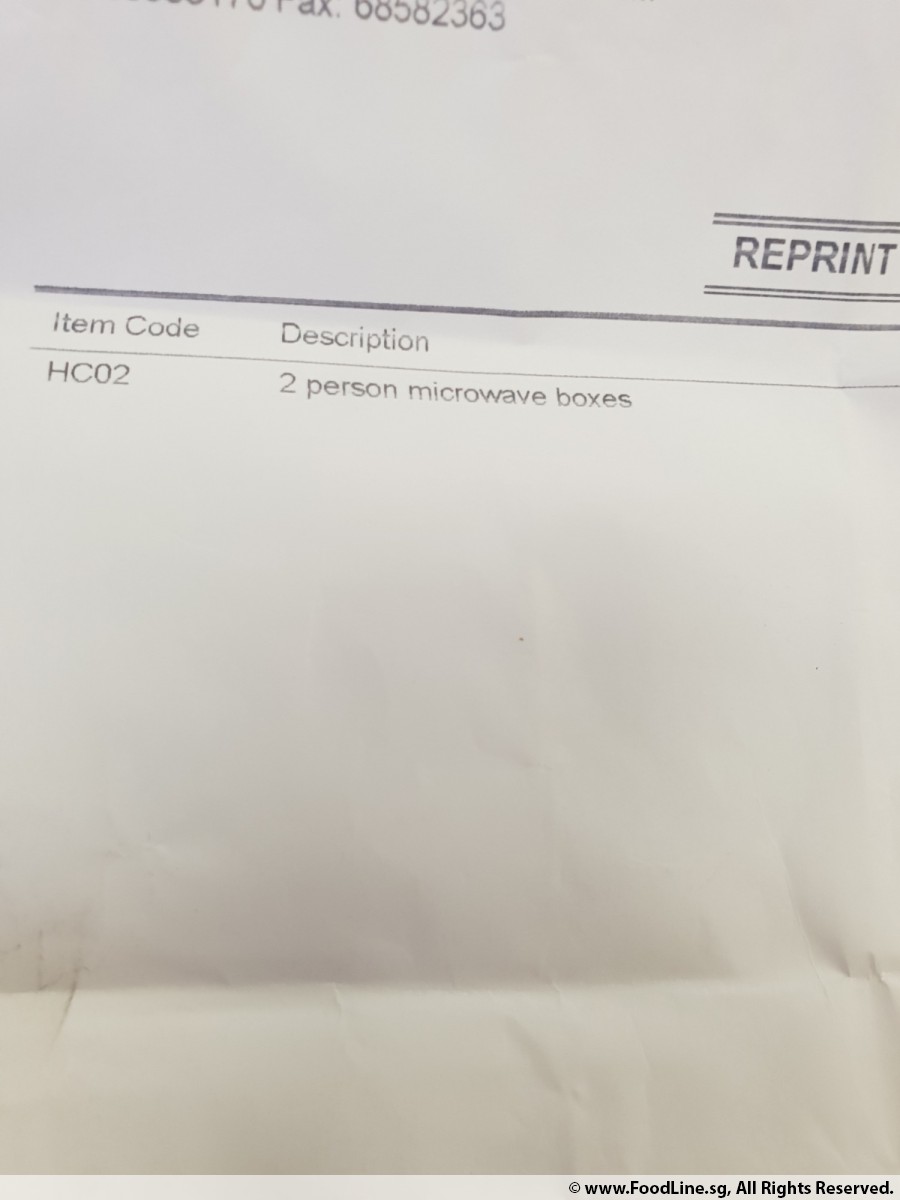 Fax: 68582363
REPRINT
Item Code Description
HC02 2 person microwave boxes
© www.FoodLine.sg, All Rights Reserved.